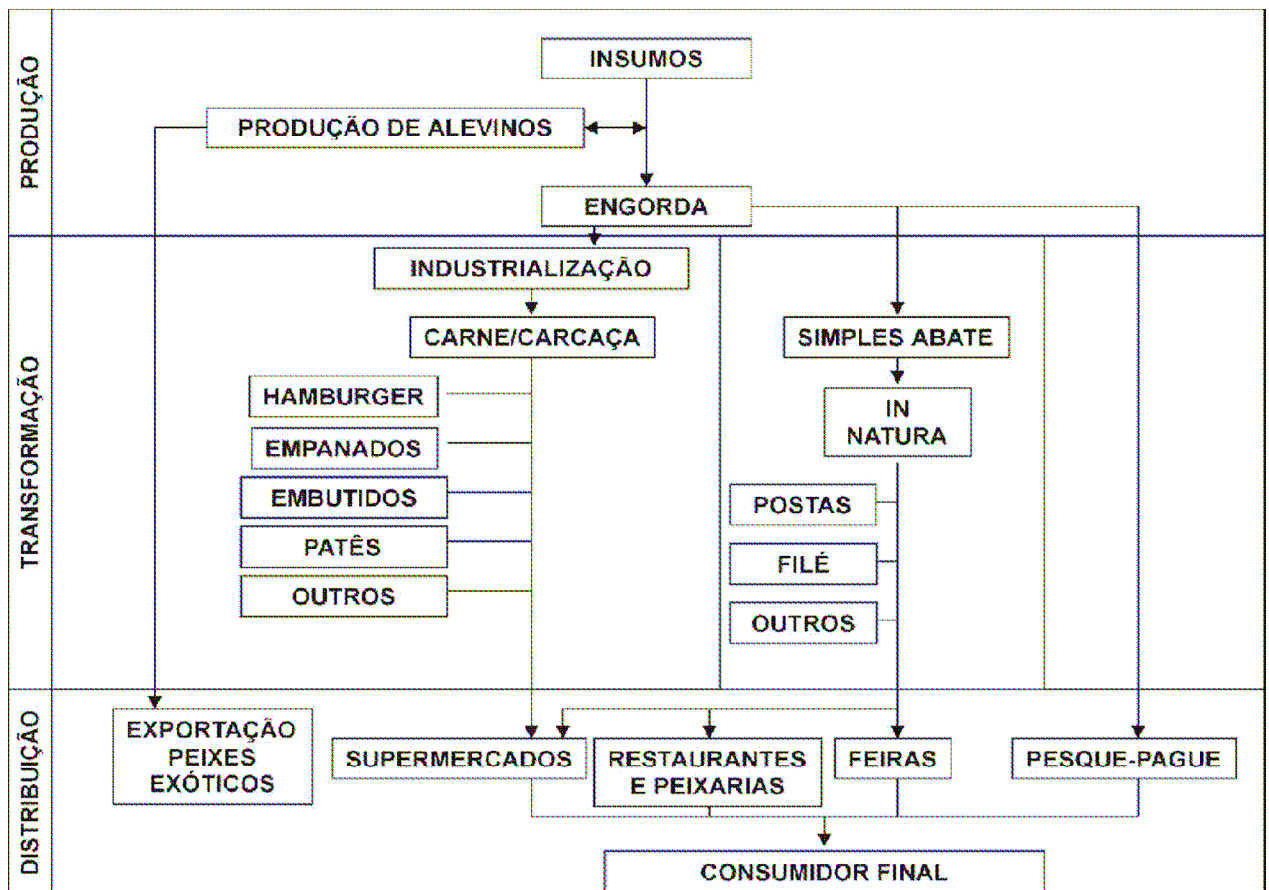 PRODUÇÃO
INSUMOS
PRODUÇÃO DE ALEVINOS
ENGORDA
TRANSFORMAÇÃO
INDUSTRIALIZAÇÃO
CARNE/CARCAÇA
HAMBURGER
EMPANADOS
EMBUTIDOS
PATÊS
OUTROS
SIMPLES ABATE
IN
NATURA
POSTAS
FILÉ
OUTROS
DISTRIBUIÇÃO
EXPORTAÇÃO
PEIXES
EXÓTICOS
SUPERMERCADOS
RESTAURANTES
E PEIXARIAS
FEIRAS
PESQUE-PAGUE
CONSUMIDOR FINAL